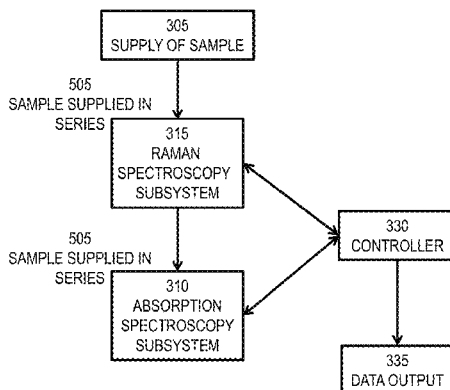 305
SUPPLY OF SAMPLE
505
SAMPLE SUPPLIED IN
SERIES
315
RAMAN
SPECTROSCOPY
SUBSYSTEM
505
SAMPLE SUPPLIED IN
SERIES
310
ABSORPTION
SPECTROSCOPY
SUBSYSTEM
330
CONTROLLER
335
DATA OUTPUT